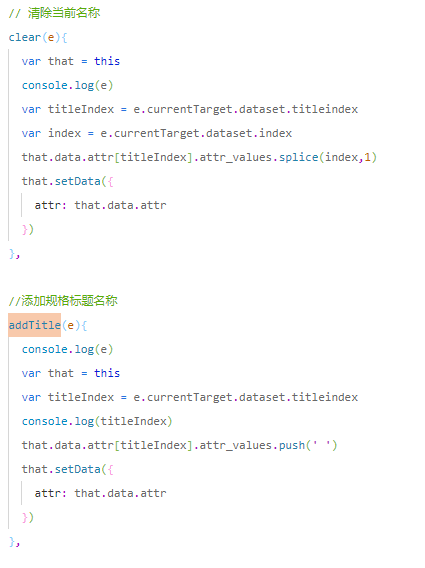 // 清除当前名称
clear(e){
var that = this
console.log(e)
var titleIndex = e.currentTarget.dataset.titleindex
var index = e.currentTarget.dataset.index
that.data.attr[titleIndex].attr_values.splice(index,1)
that.setData({
attr: that.data.attr
})
},
//添加规格标题名称
addTitle(e){
console.log(e)
var that = this
var titleIndex = e.currentTarget.dataset.titleindex
console.log(titleIndex)
that.data.attr[titleIndex].attr_values.push(' ')
that.setData({
attr: that.data.attr
})
},